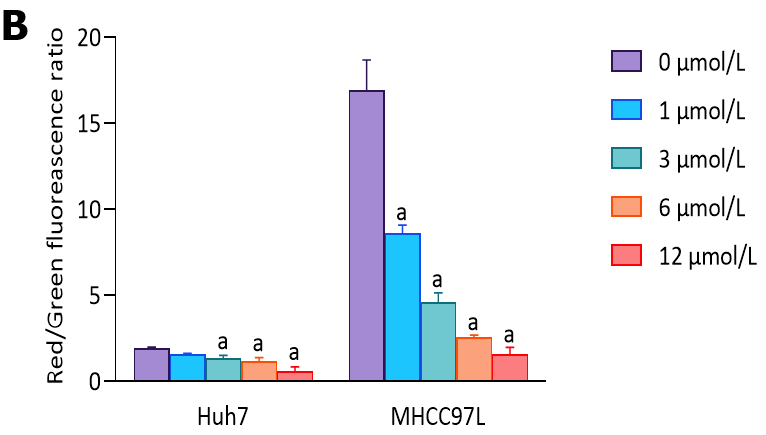 B
Red/Green fluoreascence ratio
20
15
10
5
0
a
a
a
a
a
a
a
Huh7
MHCC97L
0 μmol/L
1 μmol/L
3 μmol/L
6 μmol/L
12 μmol/L